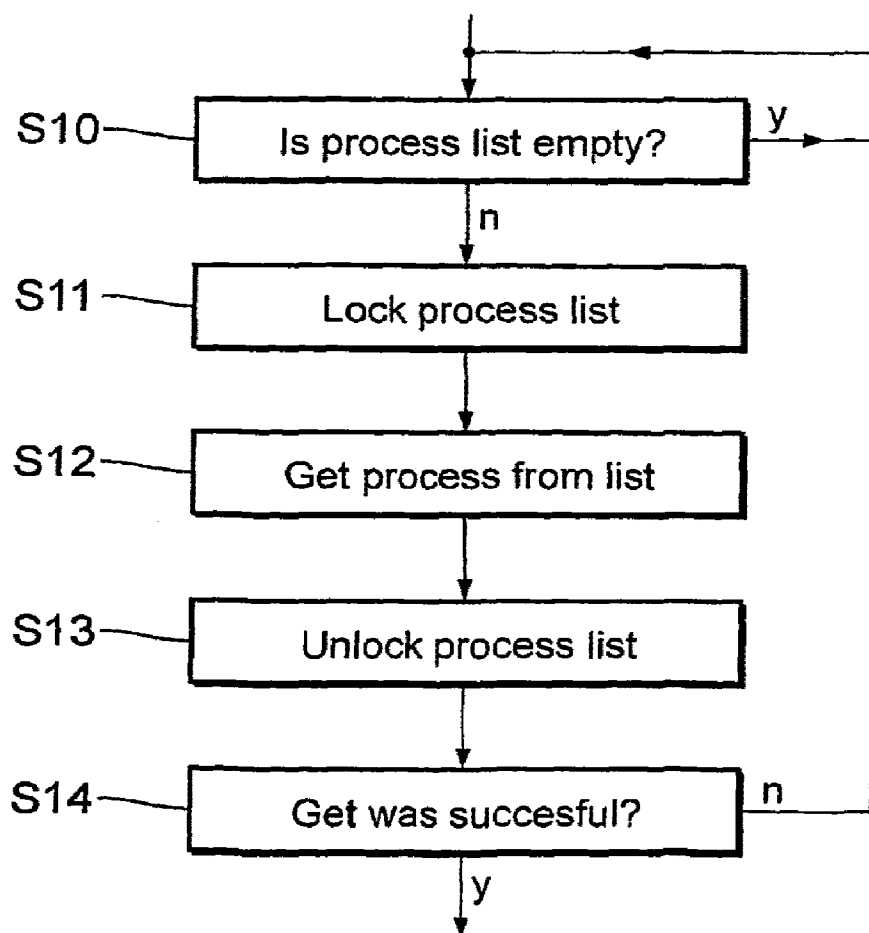 S10
Is process list empty?
y
n
S11
Lock process list
S12
Get process from list
S13
Unlock process list
S14
Get was succesful?
n
y